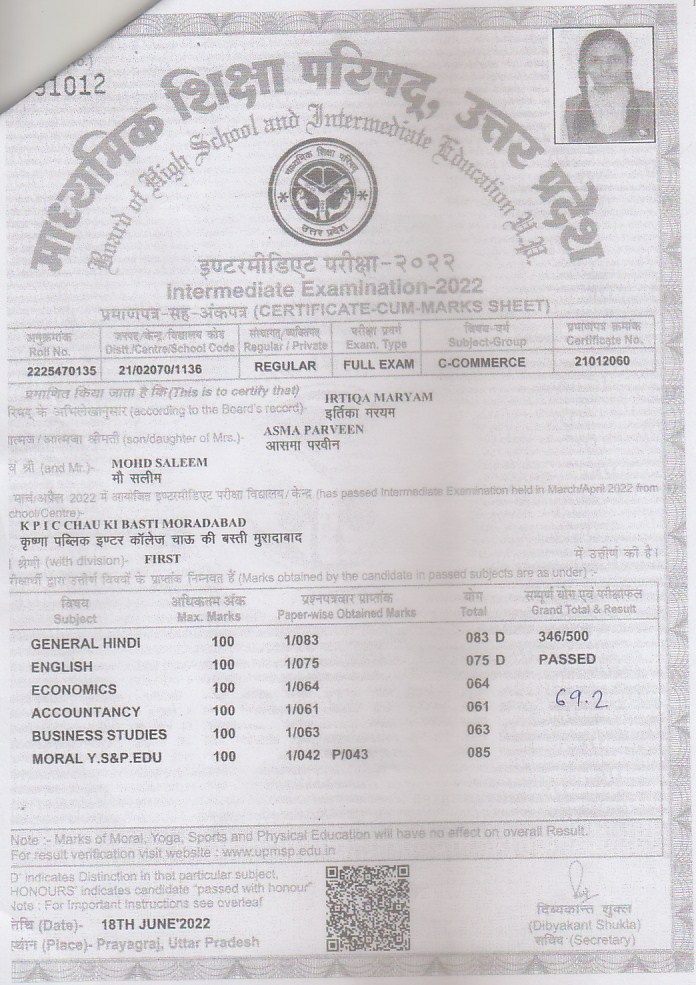 91012
माध्यमिक शिक्षा परिषद, उत्तर प्रदेश
Board of High School and Intermediate Education U.P.
माध्यमिक शिक्षा परिषद
उत्तर प्रदेश
इण्टरमीडिएट परीक्षा-२०२२
Intermediate Examination-2022
प्रमाणपत्र-सह-अंकपत्र (CERTIFICATE-CUM-MARKS SHEET)
अनुक्रमांक जनपद/केन्द्र/विद्यालय कोड संस्थागत/व्यक्तिगत परीक्षा प्रवर्ग विषय-वर्ग प्रमाणपत्र क्रमांक
Roll No. Distt./Centre/School Code Regular / Private Exam. Type Subject-Group Certificate No.
2225470135 21/02070/1136 REGULAR FULL EXAM C-COMMERCE 21012060
प्रमाणित किया जाता है कि (This is to certify that)
IRTIQA MARYAM
रिषद् के अभिलेखानुसार (according to the Board's record)- इर्तिका मरयम
ASMA PARVEEN
त्मज/आत्मजा श्रीमती (son/daughter of Mrs.)- आसमा परवीन
वं श्री (and Mr.)- MOHD SALEEM
मौ सलीम
मार्च/अप्रैल 2022 में आयोजित इण्टरमीडिएट परीक्षा विद्यालय/केन्द्र (has passed Intermediate Examination held in March/April 2022 from
chool/Centre)-
K P I C CHAU KI BASTI MORADABAD
कृष्णा पब्लिक इण्टर कॉलेज चाऊ की बस्ती मुरादाबाद
श्रेणी (with division)- FIRST में उत्तीर्ण की है।
रीक्षार्थी द्वारा उत्तीर्ण विषयों के प्राप्तांक निम्नवत हैं (Marks obtained by the candidate in passed subjects are as under) :-
विषय अधिकतम अंक प्रश्नपत्रवार प्राप्तांक योग सम्पूर्ण योग एवं परीक्षाफल
Subject Max. Marks Paper-wise Obtained Marks Total Grand Total & Result
GENERAL HINDI 100 1/083 083 D 346/500
ENGLISH 100 1/075 075 D PASSED
ECONOMICS 100 1/064 064
69.2
ACCOUNTANCY 100 1/061 061
BUSINESS STUDIES 100 1/063 063
MORAL Y.S&P.EDU 100 1/042 P/043 085
Note :- Marks of Moral, Yoga, Sports and Physical Education will have no effect on overall Result.
For result verification visit website : www.upmsp.edu.in
D' indicates Distinction in that particular subject.
HONOURS' indicates candidate "passed with honour"
Note : For Important Instructions see overleaf
तिथि (Date)- 18TH JUNE'2022
स्थान (Place)- Prayagraj, Uttar Pradesh
दिब्यकान्त शुक्ल
(Dibyakant Shukla)
सचिव (Secretary)